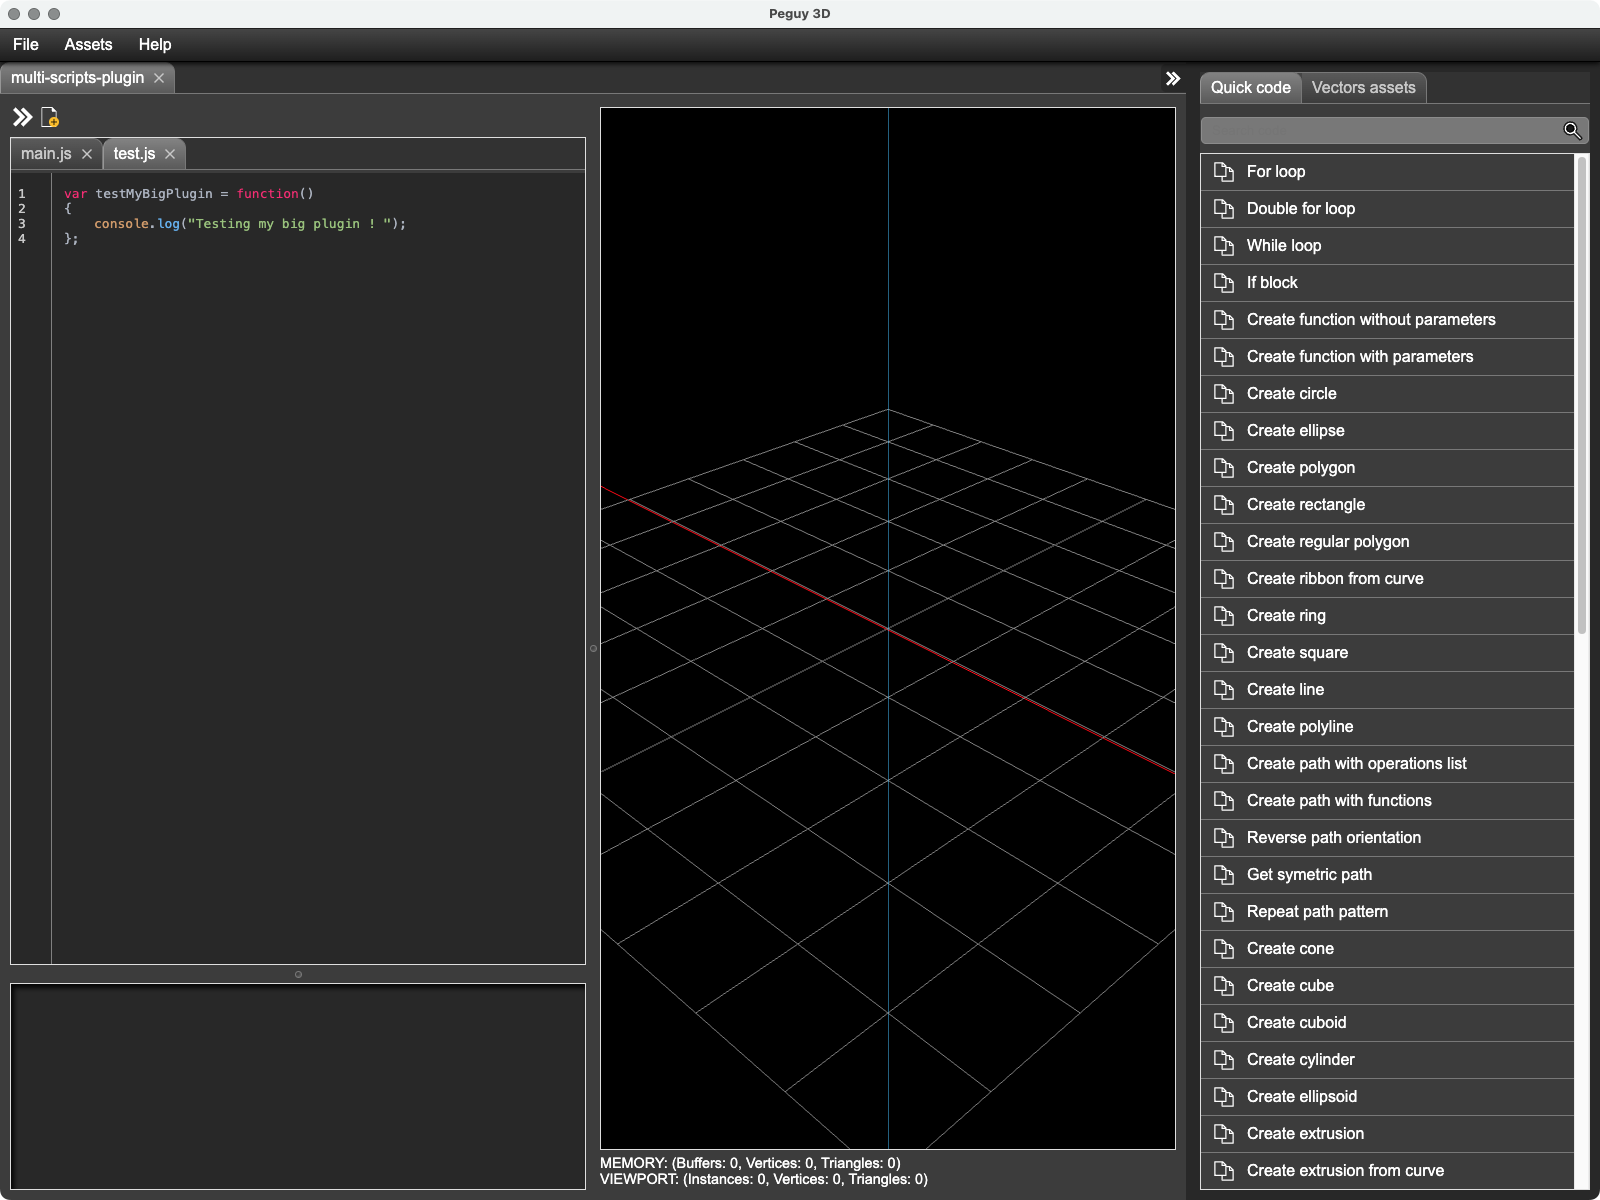 Peguy 3D
File Assets Help
multi-scripts-plugin
main.js test.js
1 var testMyBigPlugin = function()
2 {
3 console.log("Testing my big plugin ! ");
4 };
MEMORY: (Buffers: 0, Vertices: 0, Triangles: 0)
VIEWPORT: (Instances: 0, Vertices: 0, Triangles: 0)
Quick code Vectors assets
For loop
Double for loop
While loop
If block
Create function without parameters
Create function with parameters
Create circle
Create ellipse
Create polygon
Create rectangle
Create regular polygon
Create ribbon from curve
Create ring
Create square
Create line
Create polyline
Create path with operations list
Create path with functions
Reverse path orientation
Get symetric path
Repeat path pattern
Create cone
Create cube
Create cuboid
Create cylinder
Create ellipsoid
Create extrusion
Create extrusion from curve